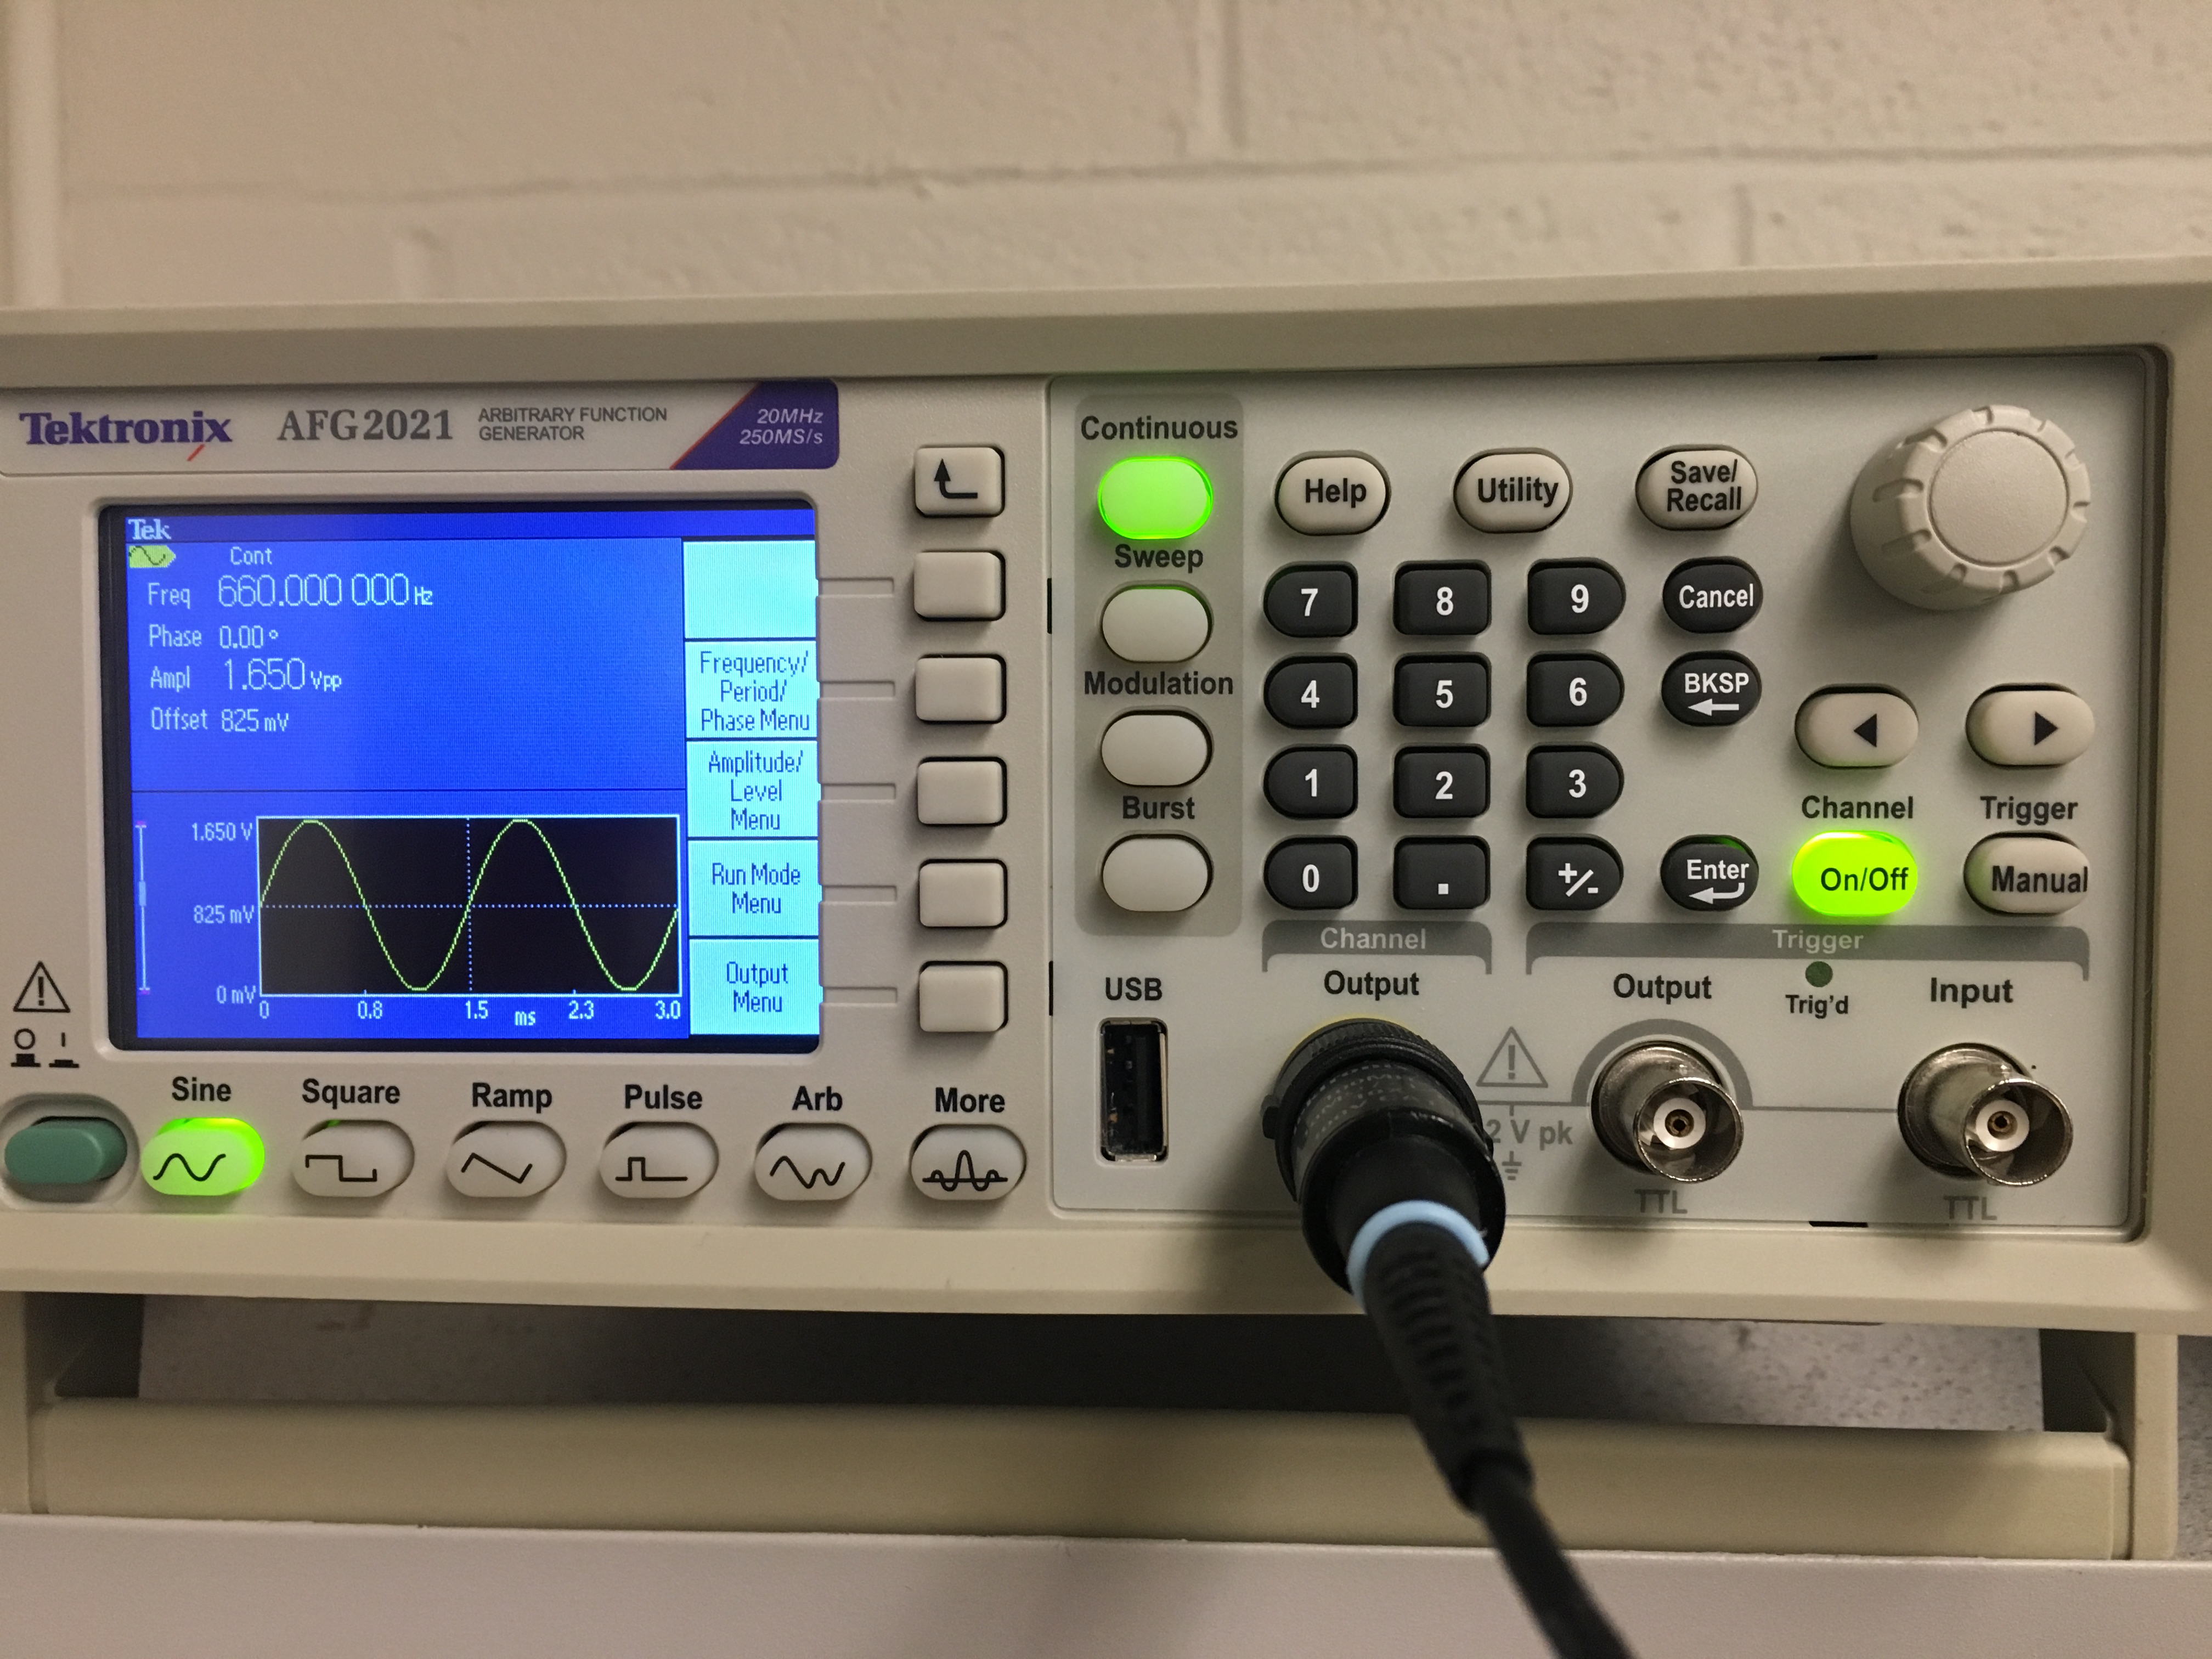 Tektronix AFG2021 ARBITRARY FUNCTION GENERATOR
20MHz
250MS/s
Tek
Cont
Freq 660.000 000 Hz
Phase 0.00 °
Ampl 1.650 Vpp
Offset 825 mV
1.650 V
825 mV
0 mV
0 0.8 1.5 ms 2.3 3.0
Frequency/
Period/
Phase Menu
Amplitude/
Level
Menu
Run Mode
Menu
Output
Menu
Sine Square Ramp Pulse Arb More
Continuous
Sweep
Modulation
Burst
Help Utility Save/
Recall
7 8 9 Cancel
4 5 6 BKSP
1 2 3
0 . +/- Enter
Channel Trigger
On/Off Manual
Channel Trigger
USB Output Output Trig'd Input
2 V pk
TTL TTL